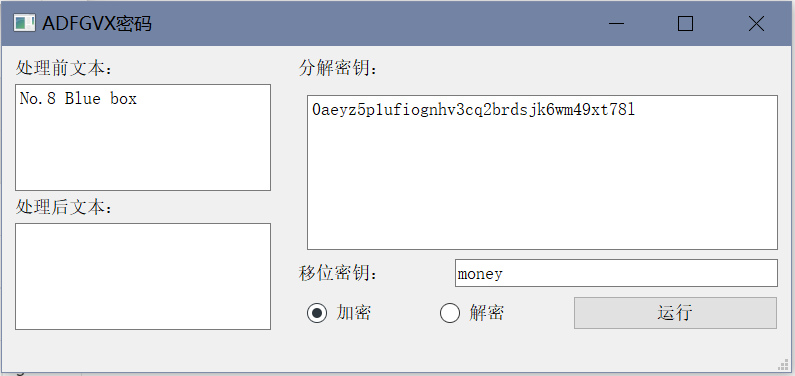 ADFGVX密码
处理前文本：
No.8 Blue box
处理后文本：
分解密钥：
0aeyz5p1ufiognhv3cq2brdsjk6wm49xt78l
移位密钥：
money
加密
解密
运行